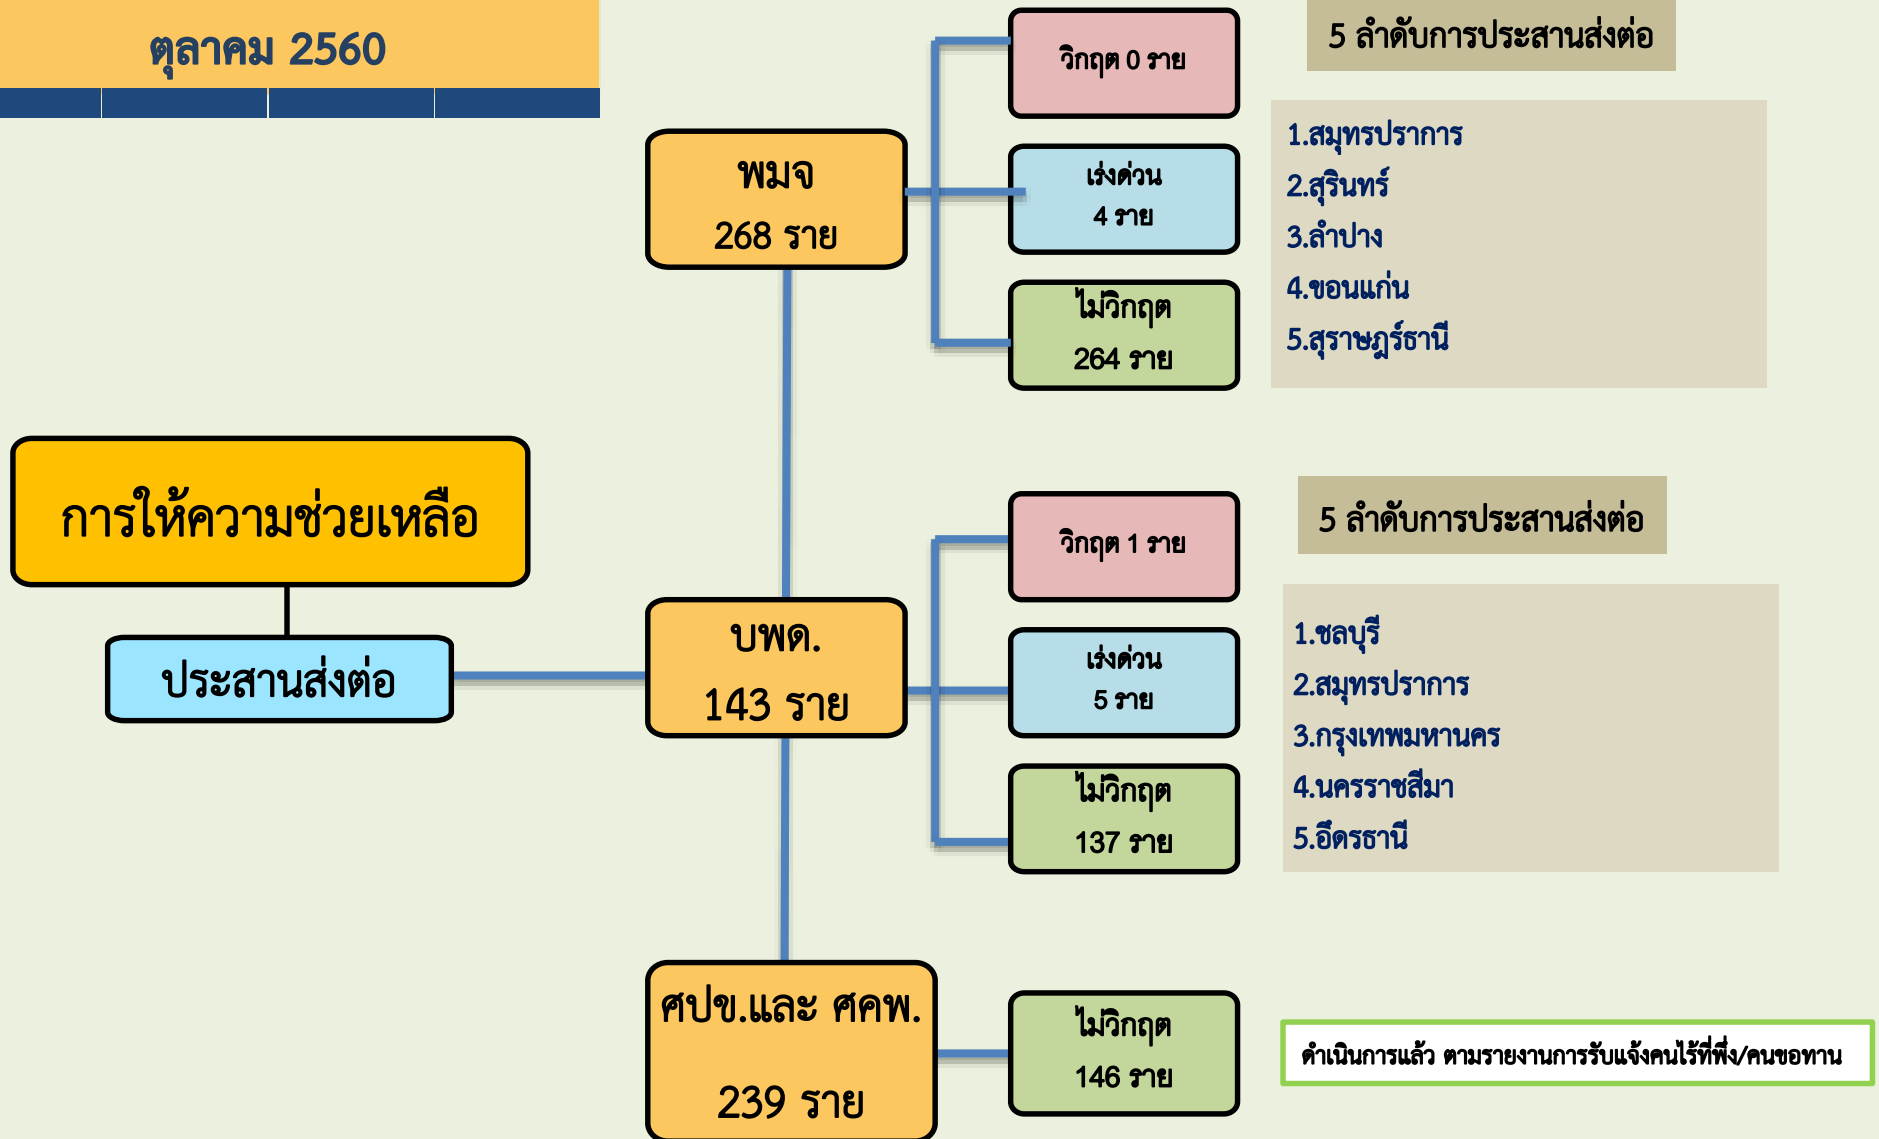 ตุลาคม 2560
การให้ความช่วยเหลือ
ประสานส่งต่อ
พมจ
268 ราย
วิกฤต 0 ราย
เร่งด่วน
4 ราย
ไม่วิกฤต
264 ราย
5 ลำดับการประสานส่งต่อ
1.สมุทรปราการ
2.สุรินทร์
3.ลำปาง
4.ขอนแก่น
5.สุราษฎร์ธานี
บพด.
143 ราย
วิกฤต 1 ราย
เร่งด่วน
5 ราย
ไม่วิกฤต
137 ราย
5 ลำดับการประสานส่งต่อ
1.ชลบุรี
2.สมุทรปราการ
3.กรุงเทพมหานคร
4.นครราชสีมา
5.อึดรธานี
ศปข.และ ศคพ.
239 ราย
ไม่วิกฤต
146 ราย
ดำเนินการแล้ว ตามรายงานการรับแจ้งคนไร้ที่พึ่ง/คนขอทาน